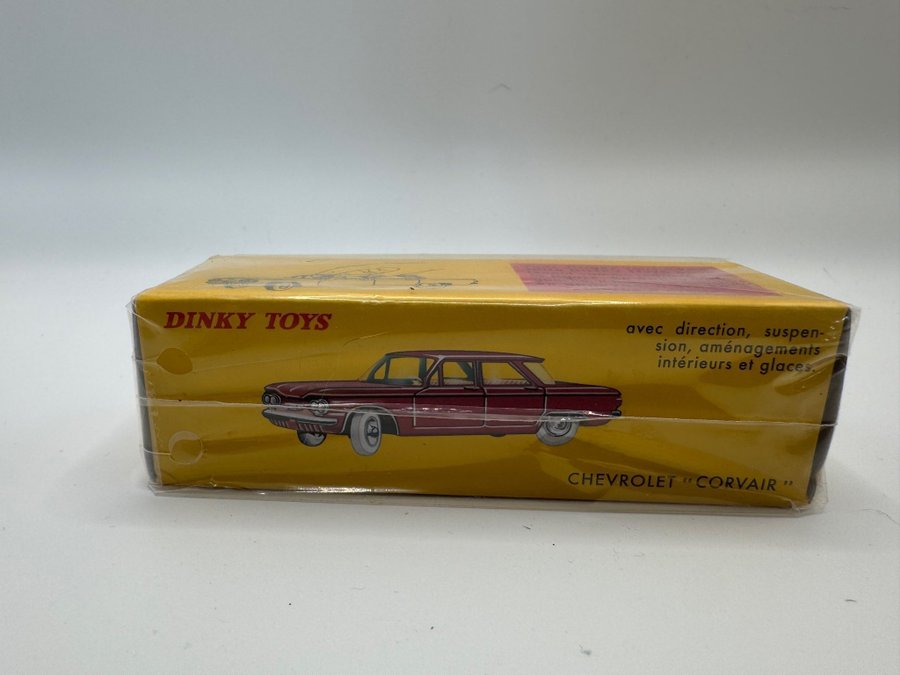 DINKY TOYS
avec direction, suspen-
sion, aménagements
intérieurs et glaces.
CHEVROLET "CORVAIR"